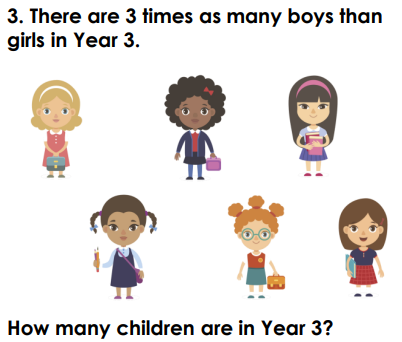 3. There are 3 times as many boys than
girls in Year 3.
How many children are in Year 3?